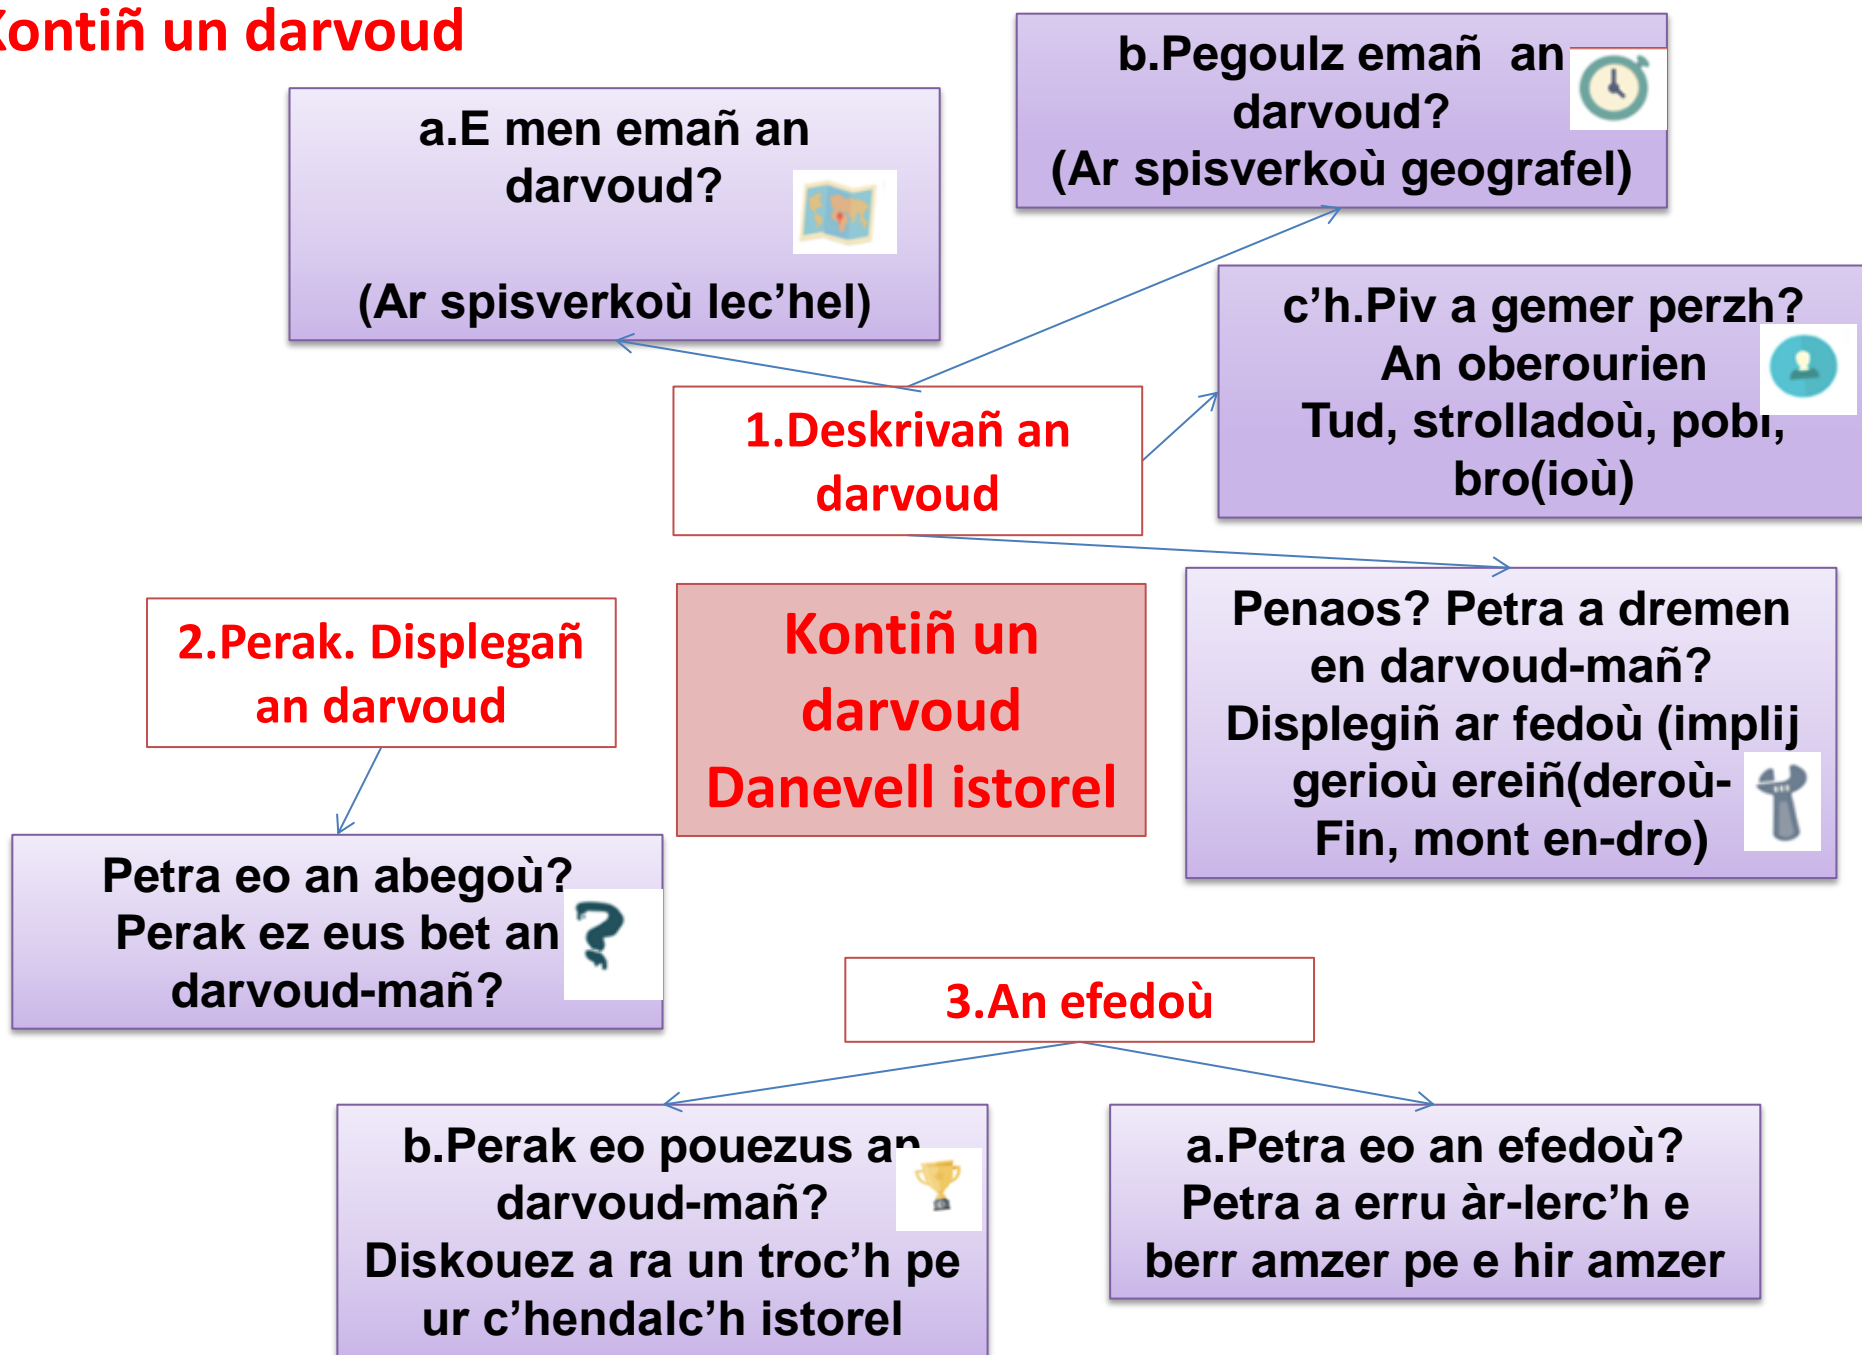 Kontiñ un darvoud
a.E men emañ an
darvoud?
(Ar spisverkoù lec’hel)
b.Pegoulz emañ an
darvoud?
(Ar spisverkoù geografel)
c’h.Piv a gemer perzh?
An oberourien
Tud, strolladoù, pobl,
bro(ioù)
1.Deskrivañ an
darvoud
Penaos? Petra a dremen
en darvoud-mañ?
Displegiñ ar fedoù (implij
gerioù ereiñ(deroù-
Fin, mont en-dro)
2.Perak. Displegañ
an darvoud
Kontiñ un
darvoud
Danevell istorel
Petra eo an abegoù?
Perak ez eus bet an
darvoud-mañ?
3.An efedoù
b.Perak eo pouezus an
darvoud-mañ?
Diskouez a ra un troc’h pe
ur c’hendalc’h istorel
a.Petra eo an efedoù?
Petra a erru àr-lerc’h e
berr amzer pe e hir amzer